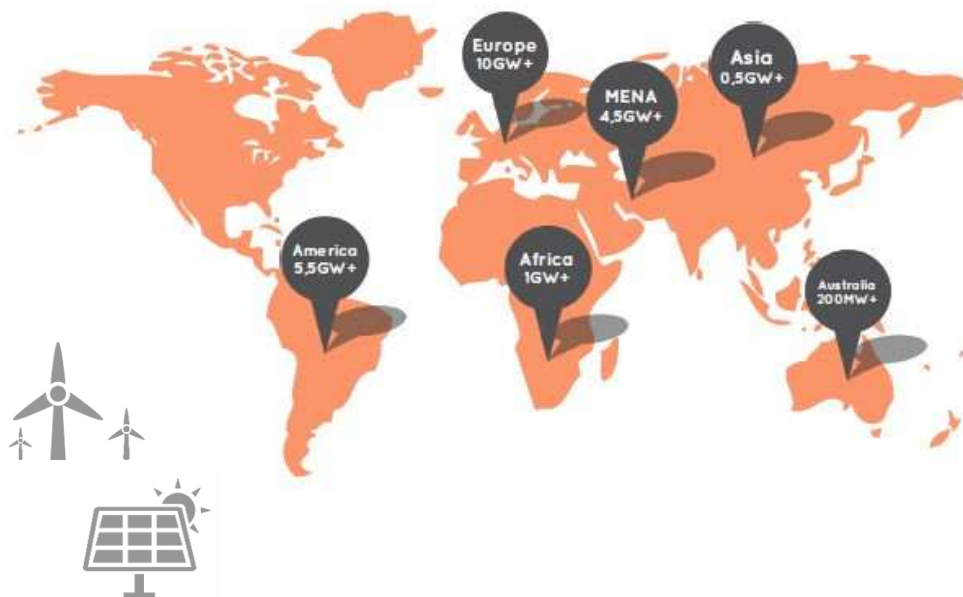 Europe
10GW+
Asia
0,5GW+
MENA
4,5GW+
America
5,5GW+
Africa
1GW+
Australia
200MW+